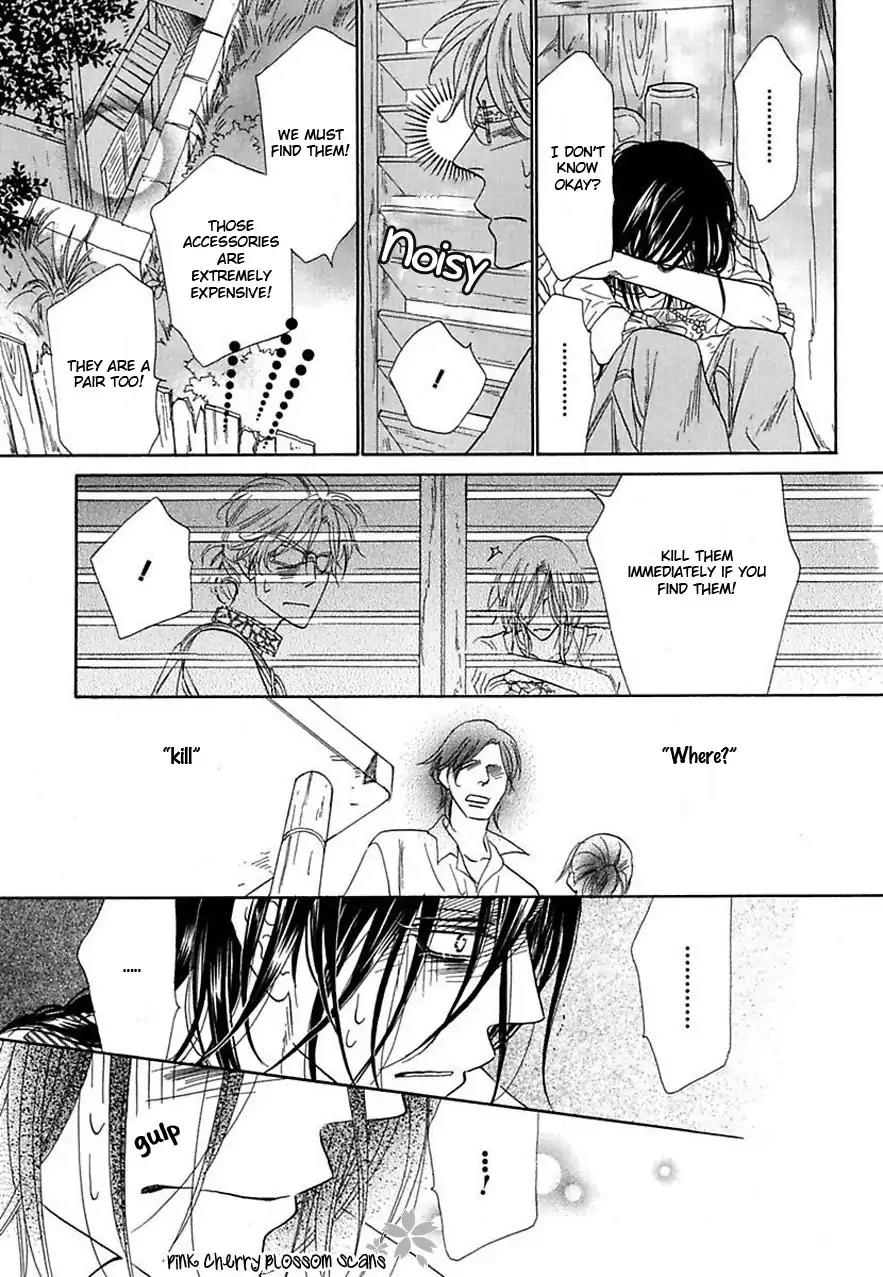 ..........
I DON'T
KNOW
OKAY?
..........
Noisy
!
WE MUST
FIND THEM!
THOSE
ACCESSORIES
ARE
EXTREMELY
EXPENSIVE!
THEY ARE A
PAIR TOO!
KILL THEM
IMMEDIATELY IF YOU
FIND THEM!
!
"Where?"
"kill"
..........
.....
...!
gulp
Pink Cherry Blossom Scans